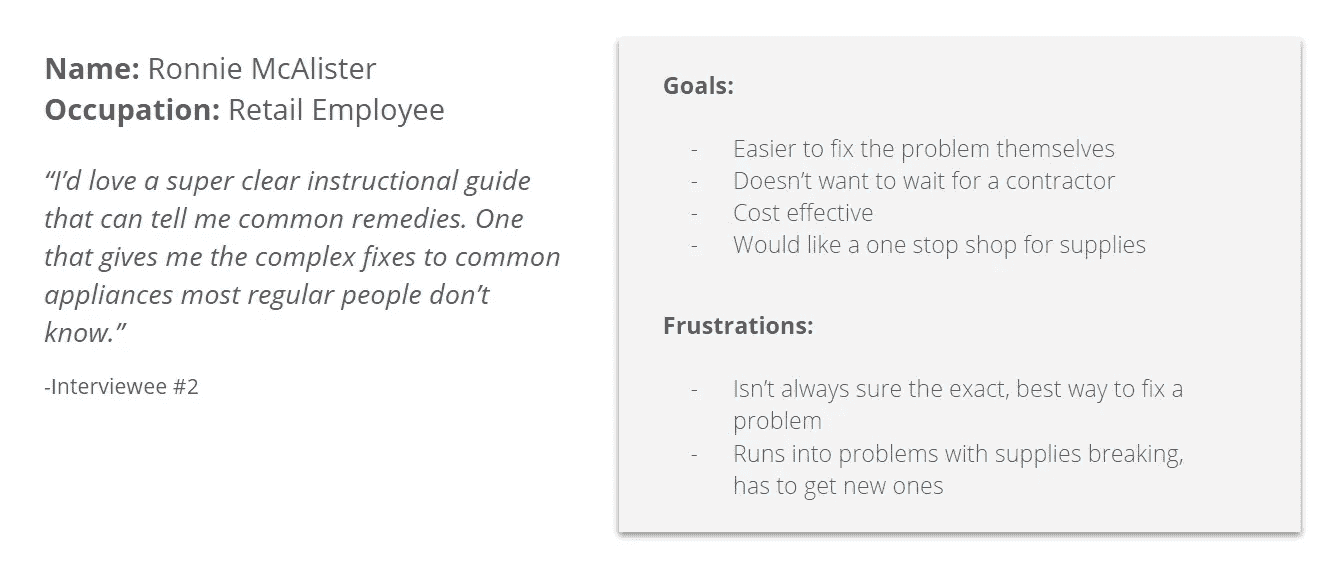 Name: Ronnie McAlister
Occupation: Retail Employee
“I’d love a super clear instructional guide
that can tell me common remedies. One
that gives me the complex fixes to common
appliances most regular people don’t
know.”
-Interviewee #2
Goals:
- Easier to fix the problem themselves
- Doesn’t want to wait for a contractor
- Cost effective
- Would like a one stop shop for supplies
Frustrations:
- Isn’t always sure the exact, best way to fix a
problem
- Runs into problems with supplies breaking,
has to get new ones